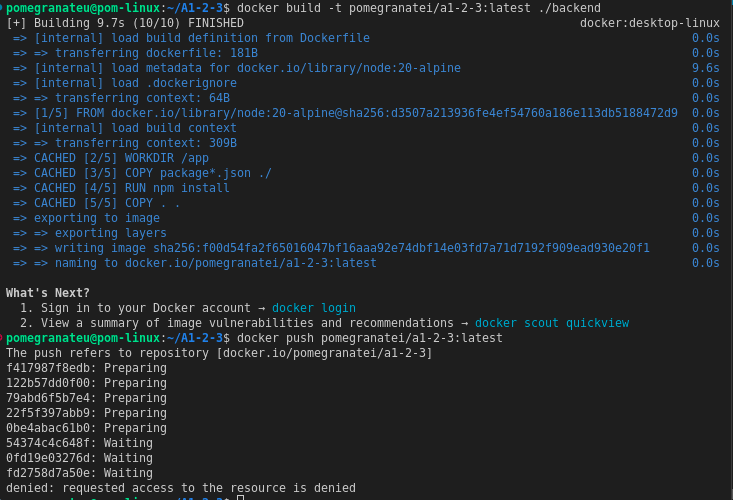 pomegranateu@pom-linux:~/A1-2-3$ docker build -t pomegranatei/a1-2-3:latest ./backend
[+] Building 9.7s (10/10) FINISHED docker:desktop-linux
=> [internal] load build definition from Dockerfile 0.0s
=> => transferring dockerfile: 181B 0.0s
=> [internal] load metadata for docker.io/library/node:20-alpine 9.6s
=> [internal] load .dockerignore 0.0s
=> => transferring context: 64B 0.0s
=> [1/5] FROM docker.io/library/node:20-alpine@sha256:d3507a213936fe4ef54760a186e113db5188472d9 0.0s
=> [internal] load build context 0.0s
=> => transferring context: 309B 0.0s
=> CACHED [2/5] WORKDIR /app 0.0s
=> CACHED [3/5] COPY package*.json ./ 0.0s
=> CACHED [4/5] RUN npm install 0.0s
=> CACHED [5/5] COPY . . 0.0s
=> exporting to image 0.0s
=> => exporting layers 0.0s
=> => writing image sha256:f00d54fa2f65016047bf16aaa92e74dbf14e03fd7a71d7192f909ead930e20f1 0.0s
=> => naming to docker.io/pomegranatei/a1-2-3:latest 0.0s
What's Next?
1. Sign in to your Docker account → docker login
2. View a summary of image vulnerabilities and recommendations → docker scout quickview
pomegranateu@pom-linux:~/A1-2-3$ docker push pomegranatei/a1-2-3:latest
The push refers to repository [docker.io/pomegranatei/a1-2-3]
f417987f8edb: Preparing
122b57dd0f00: Preparing
79abd6f5b7e4: Preparing
22f5f397abb9: Preparing
0be4abac61b0: Preparing
54374c4c648f: Waiting
0fd19e03276d: Waiting
fd2758d7a50e: Waiting
denied: requested access to the resource is denied
pomegranateu@pom-linux:~/A1-2-3$